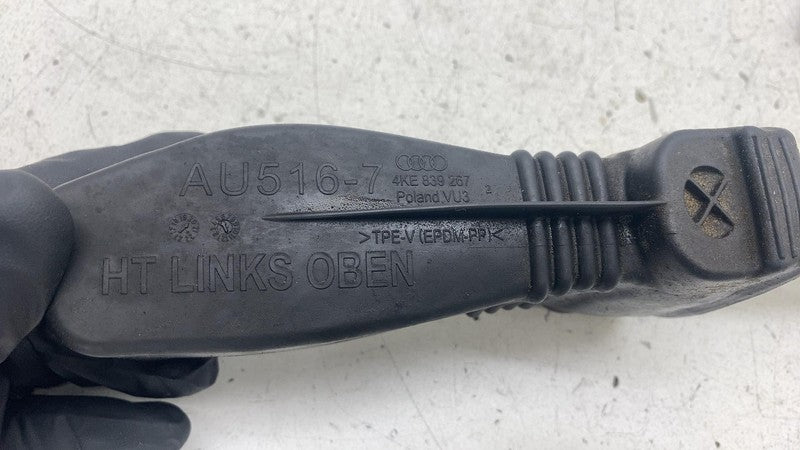 AU516-7
4KE 839 267
Poland VU3
>TPE-V (EPDM-PP)<
HT LINKS OBEN